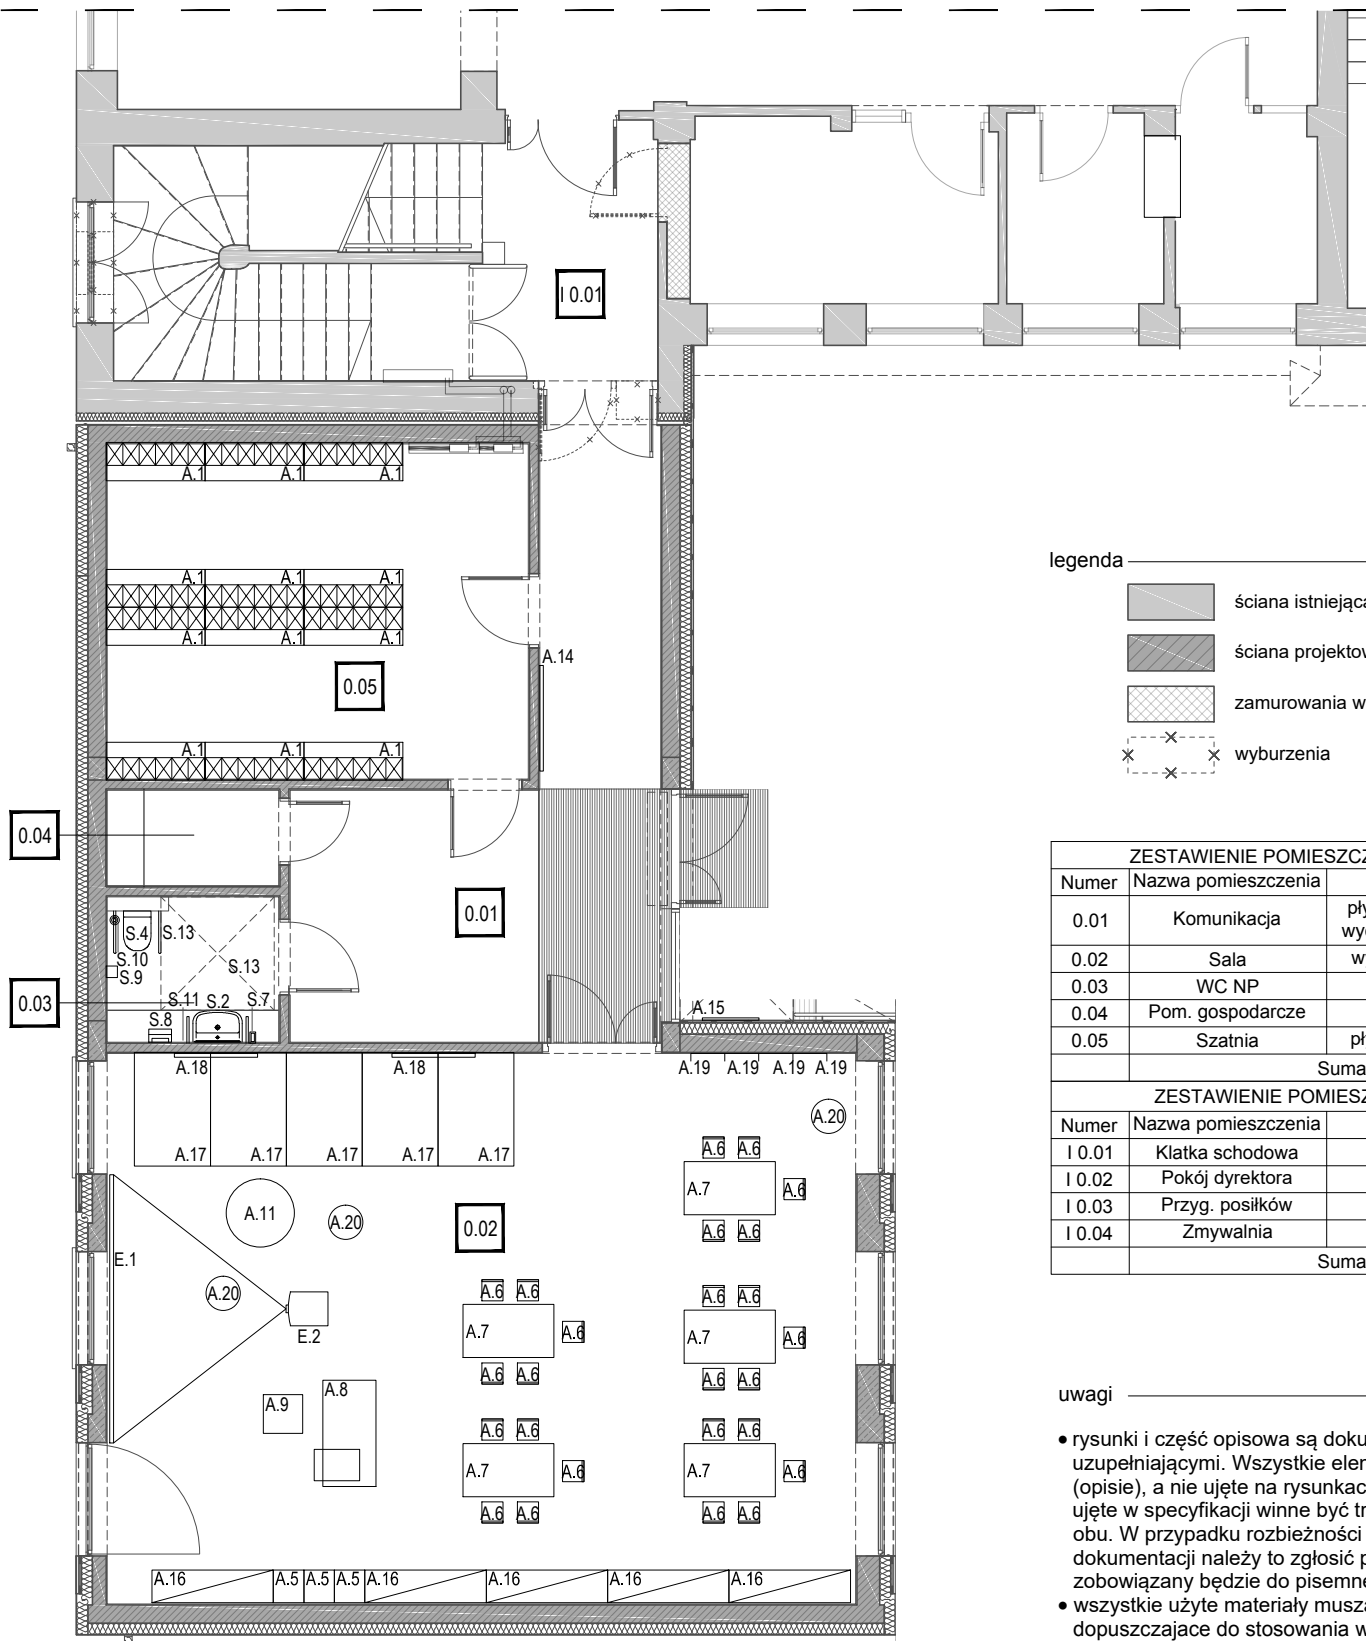 I 0.01
A.1 A.1 A.1
A.1 A.1 A.1
A.1 A.1 A.1
A.14
0.05
A.1 A.1 A.1
0.04
0.01
S.4 S.13
S.10
S.9
S.13
0.03
S.11 S.2 S.7
S.8
A.15
A.18 A.18
A.19 A.19 A.19 A.19
A.20
A.17 A.17 A.17 A.17 A.17
A.6 A.6
A.7 A.6
A.6 A.6
A.11
A.20
0.02
E.1
A.20
E.2
A.6 A.6
A.7 A.6
A.6 A.6
A.6 A.6
A.7 A.6
A.6 A.6
A.9
A.8
A.6 A.6
A.7 A.6
A.6 A.6
A.6 A.6
A.7 A.6
A.6 A.6
A.16 A.5 A.5 A.5 A.16 A.16 A.16 A.16
legenda
ściana istniejąca
ściana projektow
zamurowania w
wyburzenia
ZESTAWIENIE POMIESZCZ
Numer Nazwa pomieszczenia
0.01 Komunikacja
0.02 Sala
0.03 WC NP
0.04 Pom. gospodarcze
0.05 Szatnia
Suma
ZESTAWIENIE POMIESZ
Numer Nazwa pomieszczenia
I 0.01 Klatka schodowa
I 0.02 Pokój dyrektora
I 0.03 Przyg. posiłków
I 0.04 Zmywalnia
Suma
uwagi
• rysunki i część opisowa są doku
uzupełniającymi. Wszystkie elem
(opisie), a nie ujęte na rysunkac
ujęte w specyfikacji winne być tr
obu. W przypadku rozbieżności
dokumentacji należy to zgłosić p
zobowiązany będzie do pisemne
• wszystkie użyte materiały musza
dopuszczajace do stosowania w